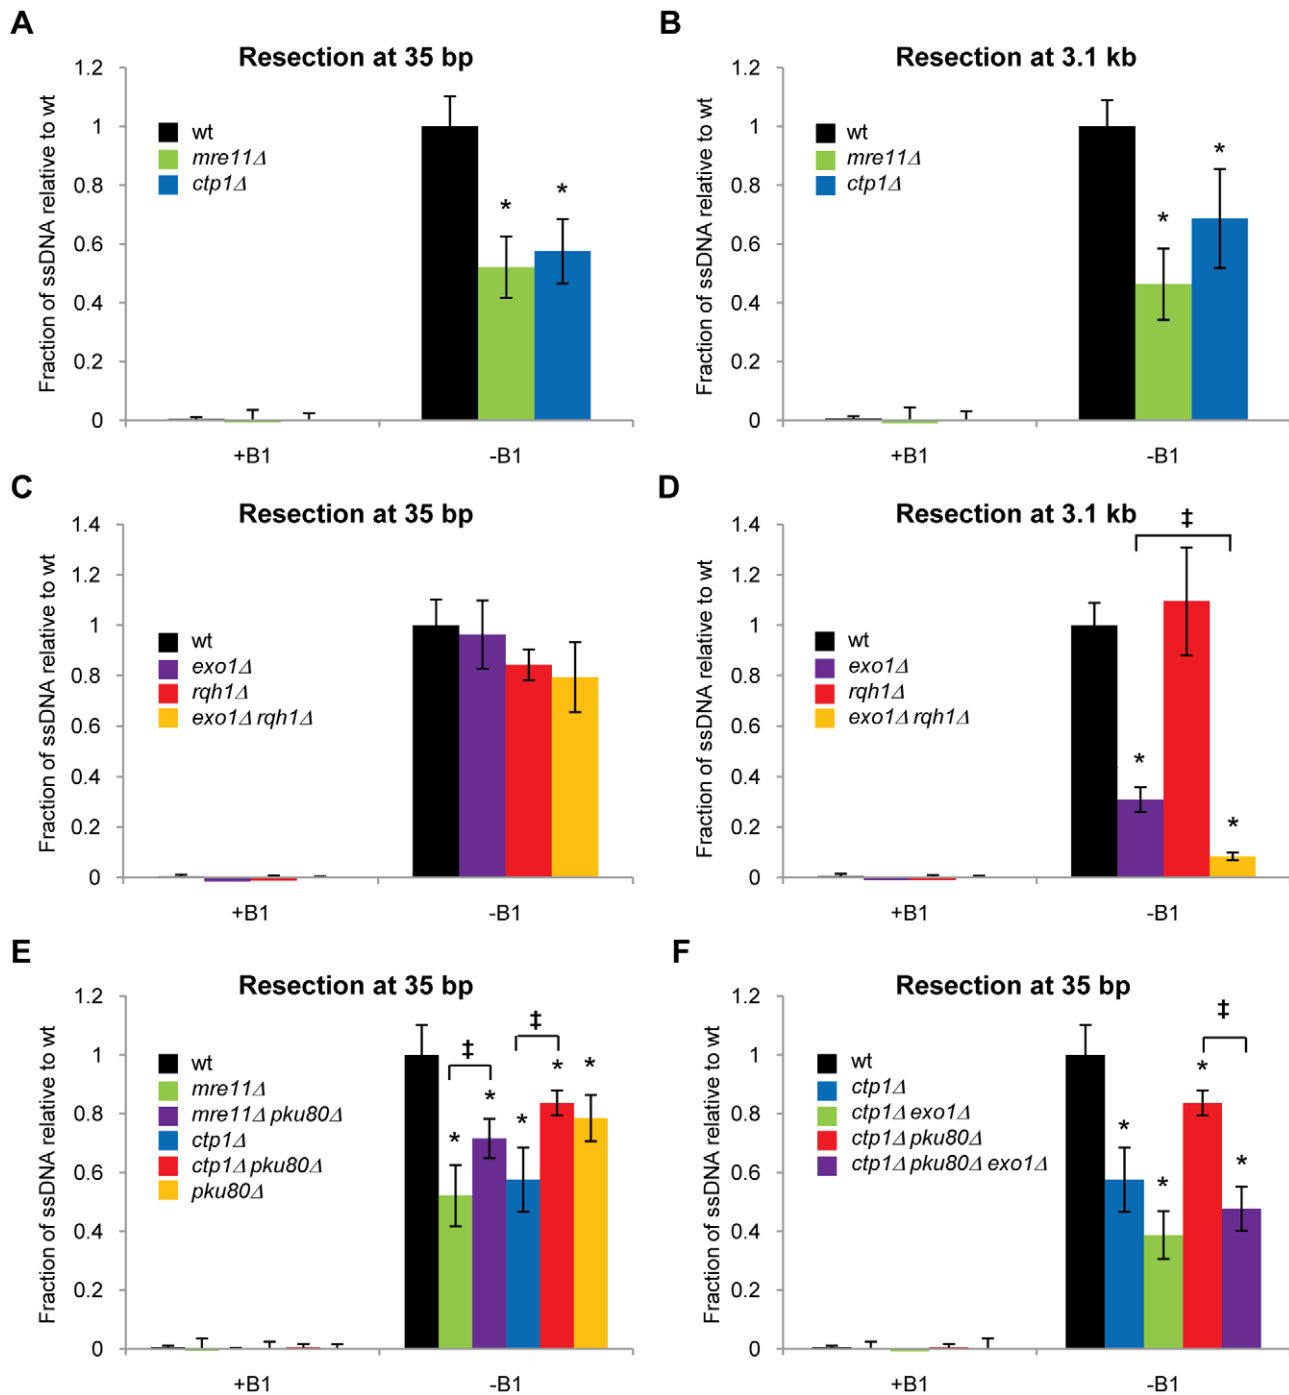 A
Resection at 35 bp
Fraction of ssDNA relative to wt
1.2
1
0.8
0.6
0.4
0.2
0
wt
mre11Δ
ctp1Δ
* *
+B1 -B1
B
Resection at 3.1 kb
Fraction of ssDNA relative to wt
1.2
1
0.8
0.6
0.4
0.2
0
wt
mre11Δ
ctp1Δ
* *
+B1 -B1
C
Resection at 35 bp
Fraction of ssDNA relative to wt
1.4
1.2
1
0.8
0.6
0.4
0.2
0
wt
exo1Δ
rqh1Δ
exo1Δ rqh1Δ
+B1 -B1
D
Resection at 3.1 kb
Fraction of ssDNA relative to wt
1.4
1.2
1
0.8
0.6
0.4
0.2
0
wt
exo1Δ
rqh1Δ
exo1Δ rqh1Δ
‡
* *
+B1 -B1
E
Resection at 35 bp
Fraction of ssDNA relative to wt
1.2
1
0.8
0.6
0.4
0.2
0
wt
mre11Δ
mre11Δ pku80Δ
ctp1Δ
ctp1Δ pku80Δ
pku80Δ
‡ ‡
* * * * *
+B1 -B1
F
Resection at 35 bp
Fraction of ssDNA relative to wt
1.2
1
0.8
0.6
0.4
0.2
0
wt
ctp1Δ
ctp1Δ exo1Δ
ctp1Δ pku80Δ
ctp1Δ pku80Δ exo1Δ
‡
* * * *
+B1 -B1